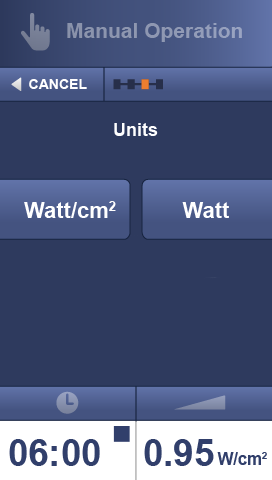 Manual Operation
CANCEL
Units
Watt/cm² Watt
06:00 0.95 W/cm²